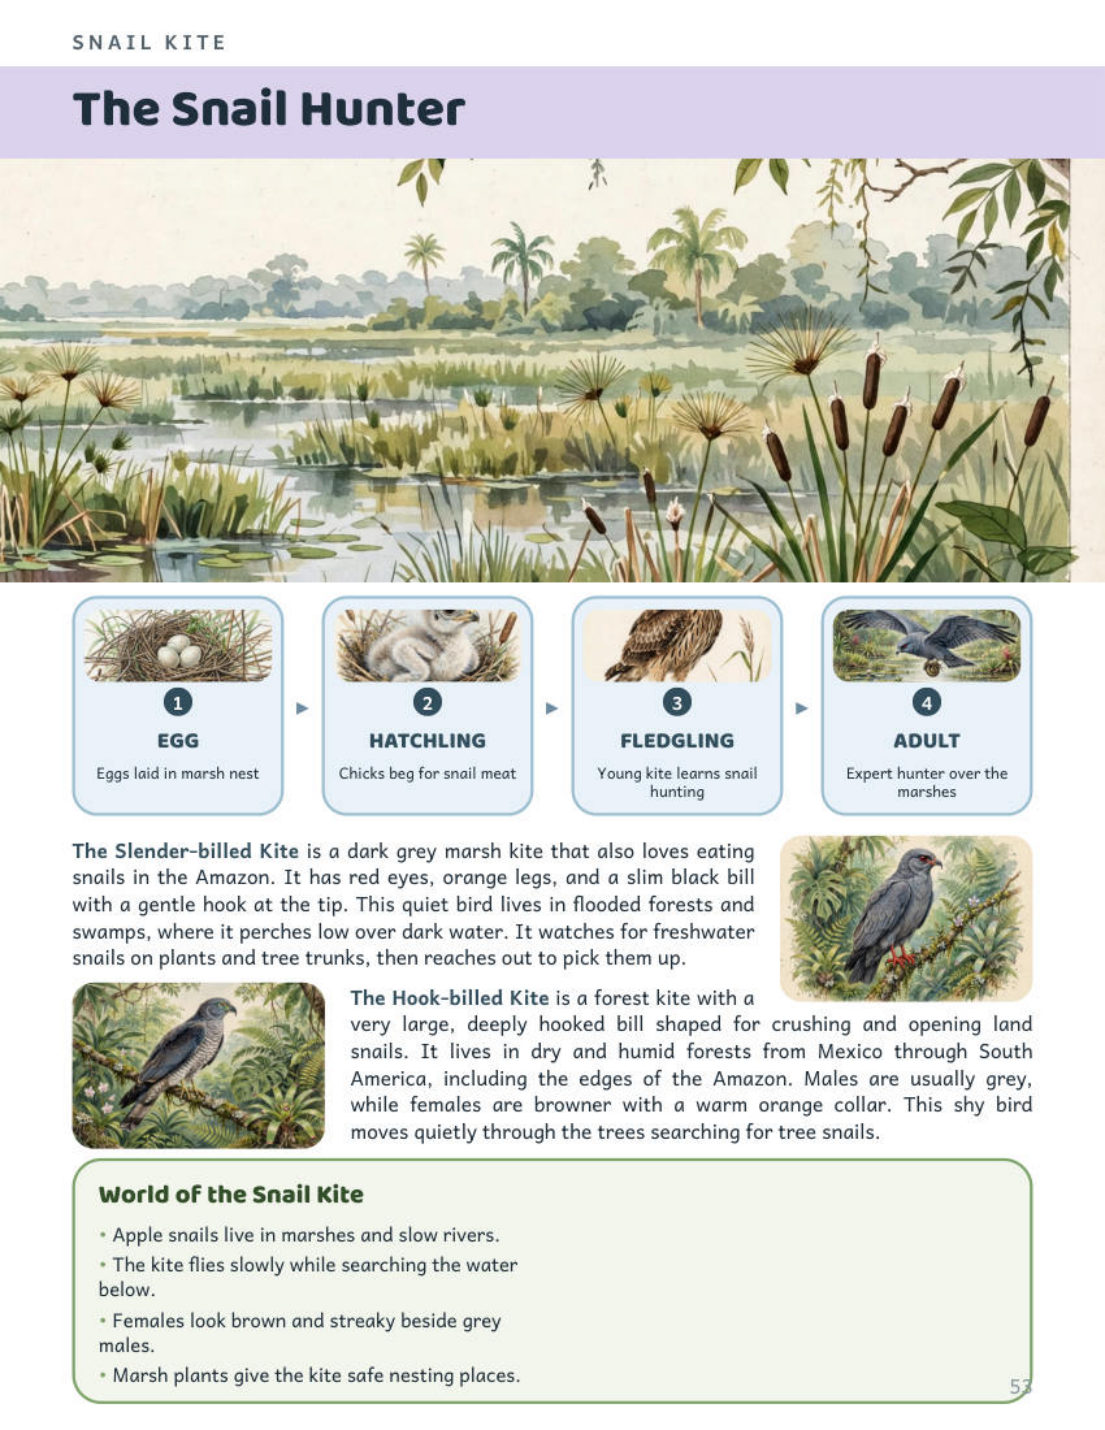 SNAIL KITE
The Snail Hunter
1
EGG
Eggs laid in marsh nest
2
HATCHLING
Chicks beg for snail meat
3
FLEDGLING
Young kite learns snail
hunting
4
ADULT
Expert hunter over the
marshes
The Slender-billed Kite is a dark grey marsh kite that also loves eating
snails in the Amazon. It has red eyes, orange legs, and a slim black bill
with a gentle hook at the tip. This quiet bird lives in flooded forests and
swamps, where it perches low over dark water. It watches for freshwater
snails on plants and tree trunks, then reaches out to pick them up.
The Hook-billed Kite is a forest kite with a
very large, deeply hooked bill shaped for crushing and opening land
snails. It lives in dry and humid forests from Mexico through South
America, including the edges of the Amazon. Males are usually grey,
while females are browner with a warm orange collar. This shy bird
moves quietly through the trees searching for tree snails.
World of the Snail Kite
• Apple snails live in marshes and slow rivers.
• The kite flies slowly while searching the water
below.
• Females look brown and streaky beside grey
males.
• Marsh plants give the kite safe nesting places.
53